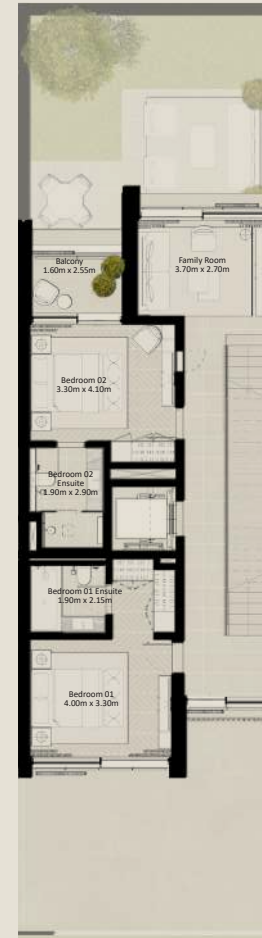 Family Room
3.70m x 2.70m
Balcony
1.60m x 2.55m
Bedroom 02
3.30m x 4.10m
Bedroom 02
Ensuite
1.90m x 2.90m
Bedroom 01 Ensuite
1.90m x 2.15m
Bedroom 01
4.00m x 3.30m